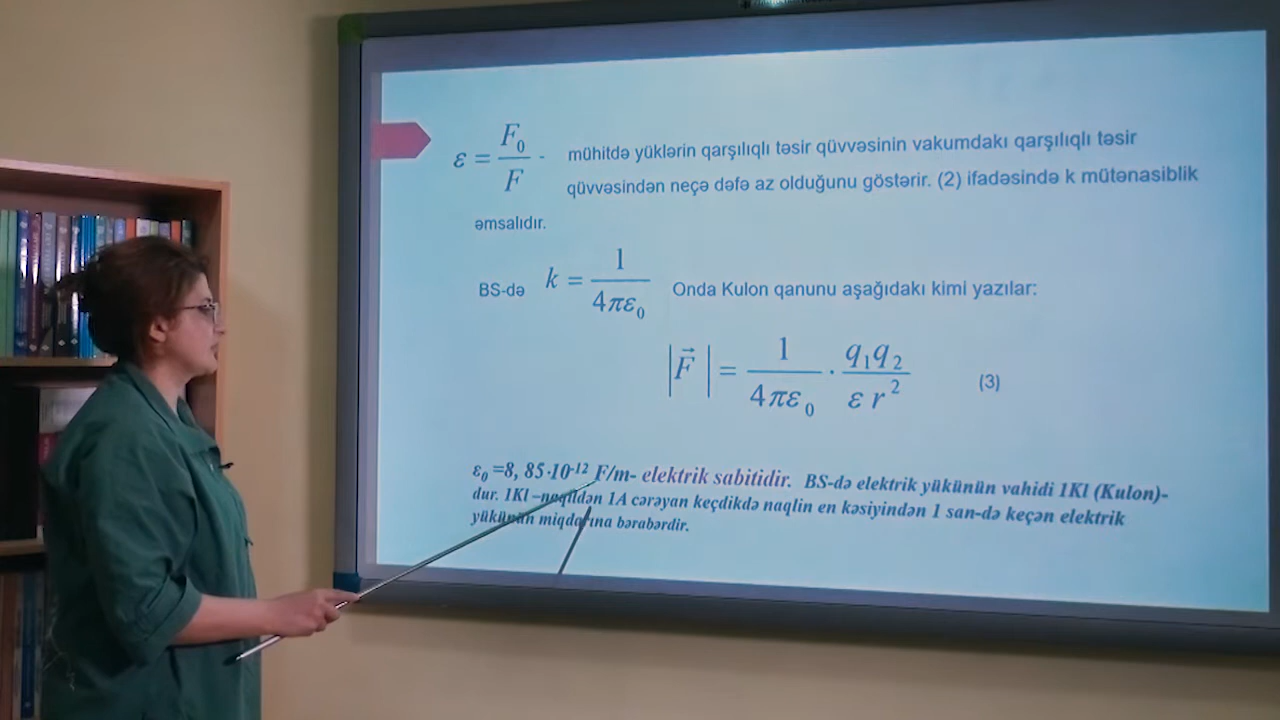 ε = F₀/F - mühitdə yüklərin qarşılıqlı təsir qüvvəsinin vakumdakı qarşılıqlı təsir
qüvvəsindən neçə dəfə az olduğunu göstərir. (2) ifadəsində k mütənasiblik
əmsalıdır.
BS-də k = 1/4πε₀ Onda Kulon qanunu aşağıdakı kimi yazılar:
|F⃗| = 1/4πε₀ · q₁q₂/εr² (3)
ε₀ =8, 85·10⁻¹² F/m- elektrik sabitidir. BS-də elektrik yükünün vahidi 1Kl (Kulon)-
dur. 1Kl –naqildən 1A cərəyan keçdikdə naqlin en kəsiyindən 1 san-də keçən elektrik
yükünün miqdarına bərabərdir.